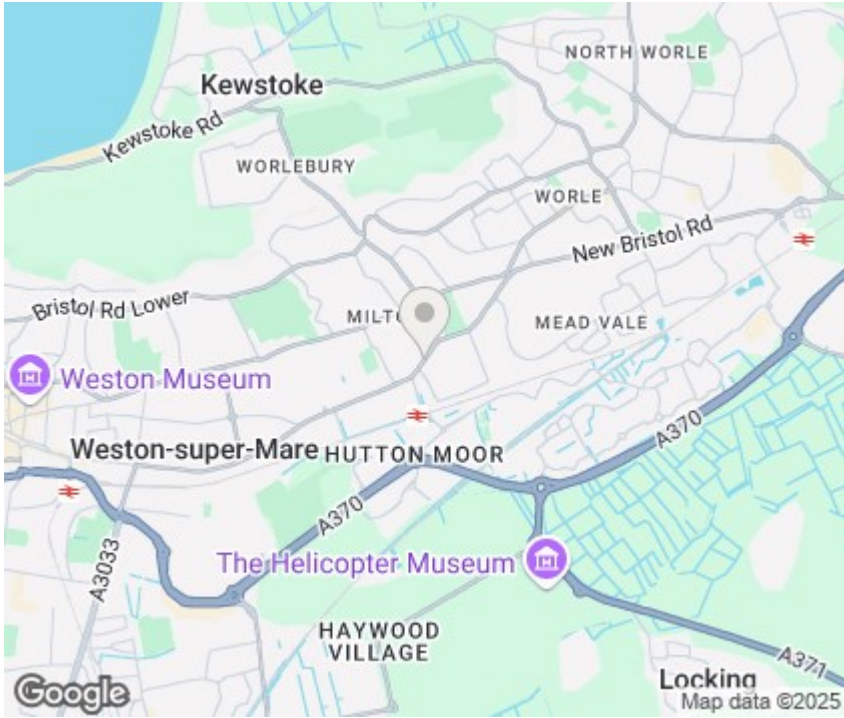 NORTH WORLE
Kewstoke
Kewstoke Rd
WORLEBURY
WORLE
New Bristol Rd
Bristol Rd Lower
MILTO
MEAD VALE
Weston Museum
Weston-super-Mare
HUTTON MOOR
A370
A370
A3033
The Helicopter Museum
HAYWOOD
VILLAGE
A371
Locking
Google
Map data ©2025